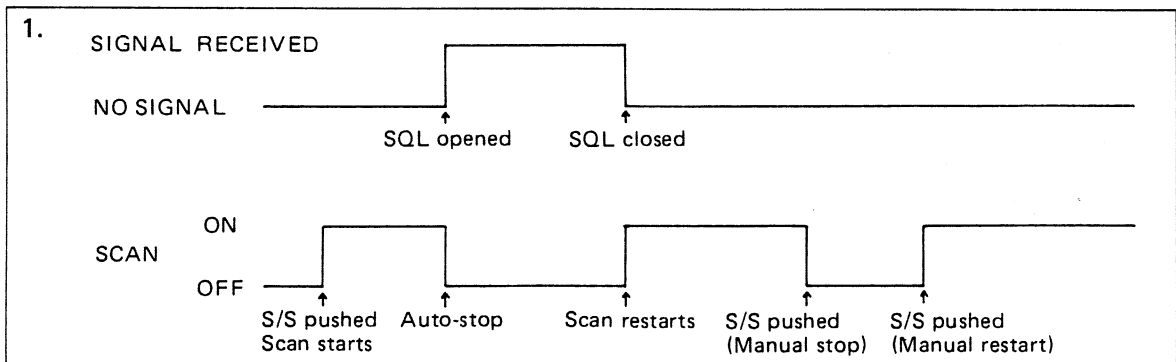 1.
SIGNAL RECEIVED
NO SIGNAL
SQL opened SQL closed
ON
SCAN
OFF
S/S pushed Auto-stop Scan restarts S/S pushed S/S pushed
Scan starts (Manual stop) (Manual restart)